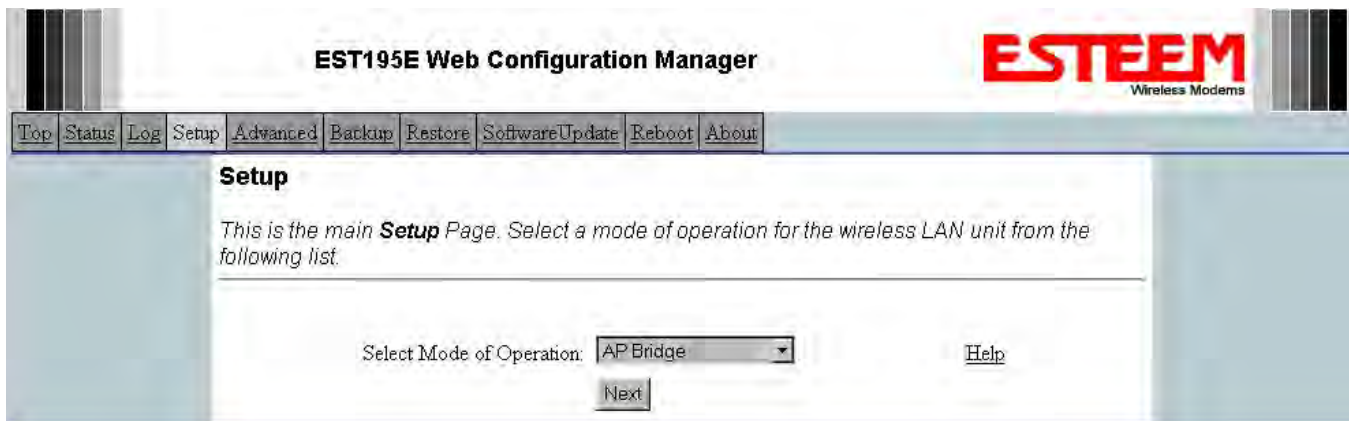 EST195E Web Configuration Manager
ESTEEM
Wireless Modems
Top Status Log Setup Advanced Backup Restore SoftwareUpdate Reboot About
Setup
This is the main Setup Page. Select a mode of operation for the wireless LAN unit from the
following list.
Select Mode of Operation: AP Bridge Help
Next